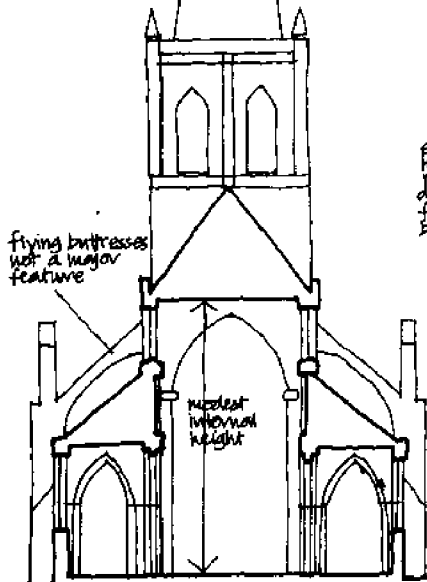 flying buttresses
not a major
feature
modest
internal
height